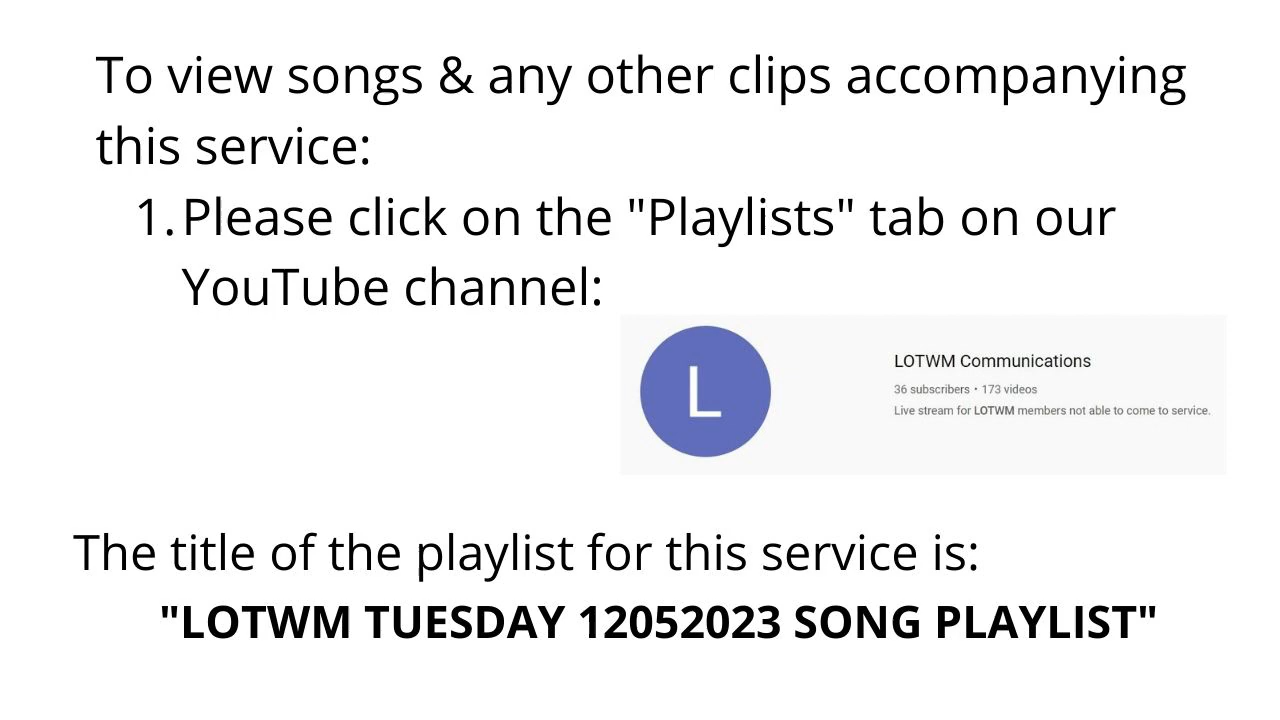 To view songs & any other clips accompanying
this service:
1. Please click on the "Playlists" tab on our
YouTube channel:
L
LOTWM Communications
36 subscribers • 173 videos
Live stream for LOTWM members not able to come to service.
The title of the playlist for this service is:
"LOTWM TUESDAY 12052023 SONG PLAYLIST"